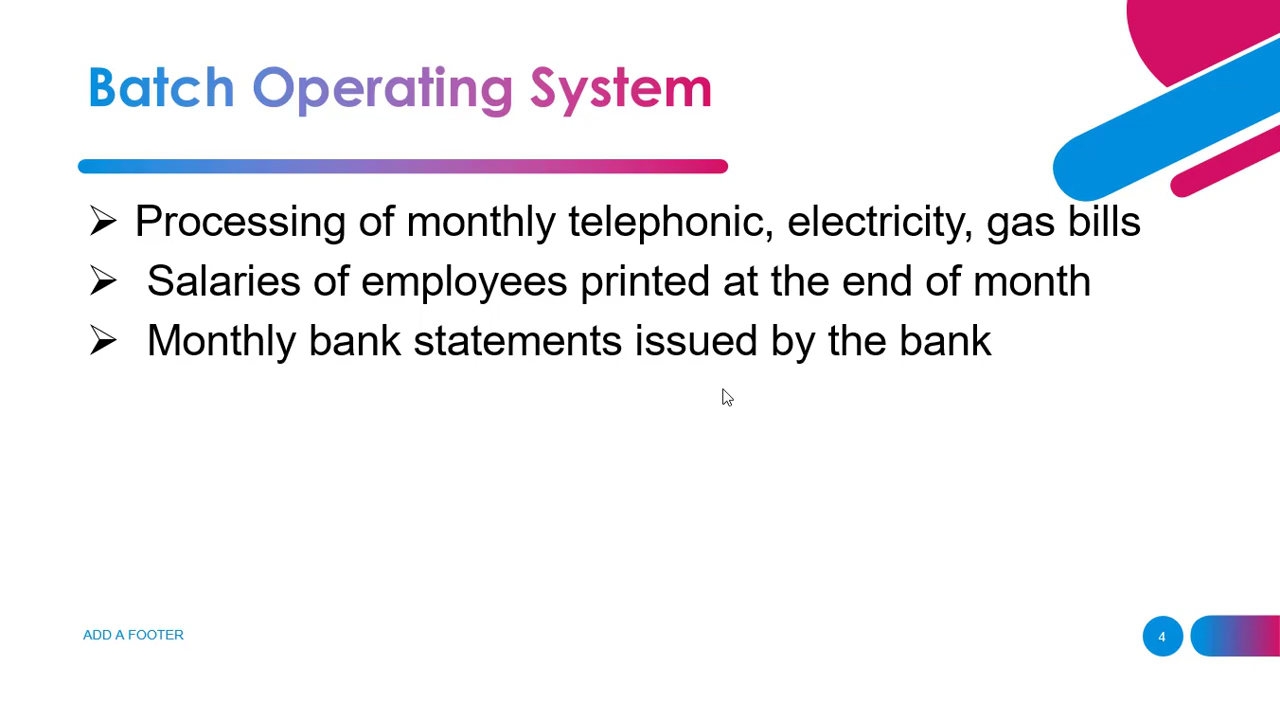 Batch Operating System
➢ Processing of monthly telephonic, electricity, gas bills
➢ Salaries of employees printed at the end of month
➢ Monthly bank statements issued by the bank
ADD A FOOTER
4